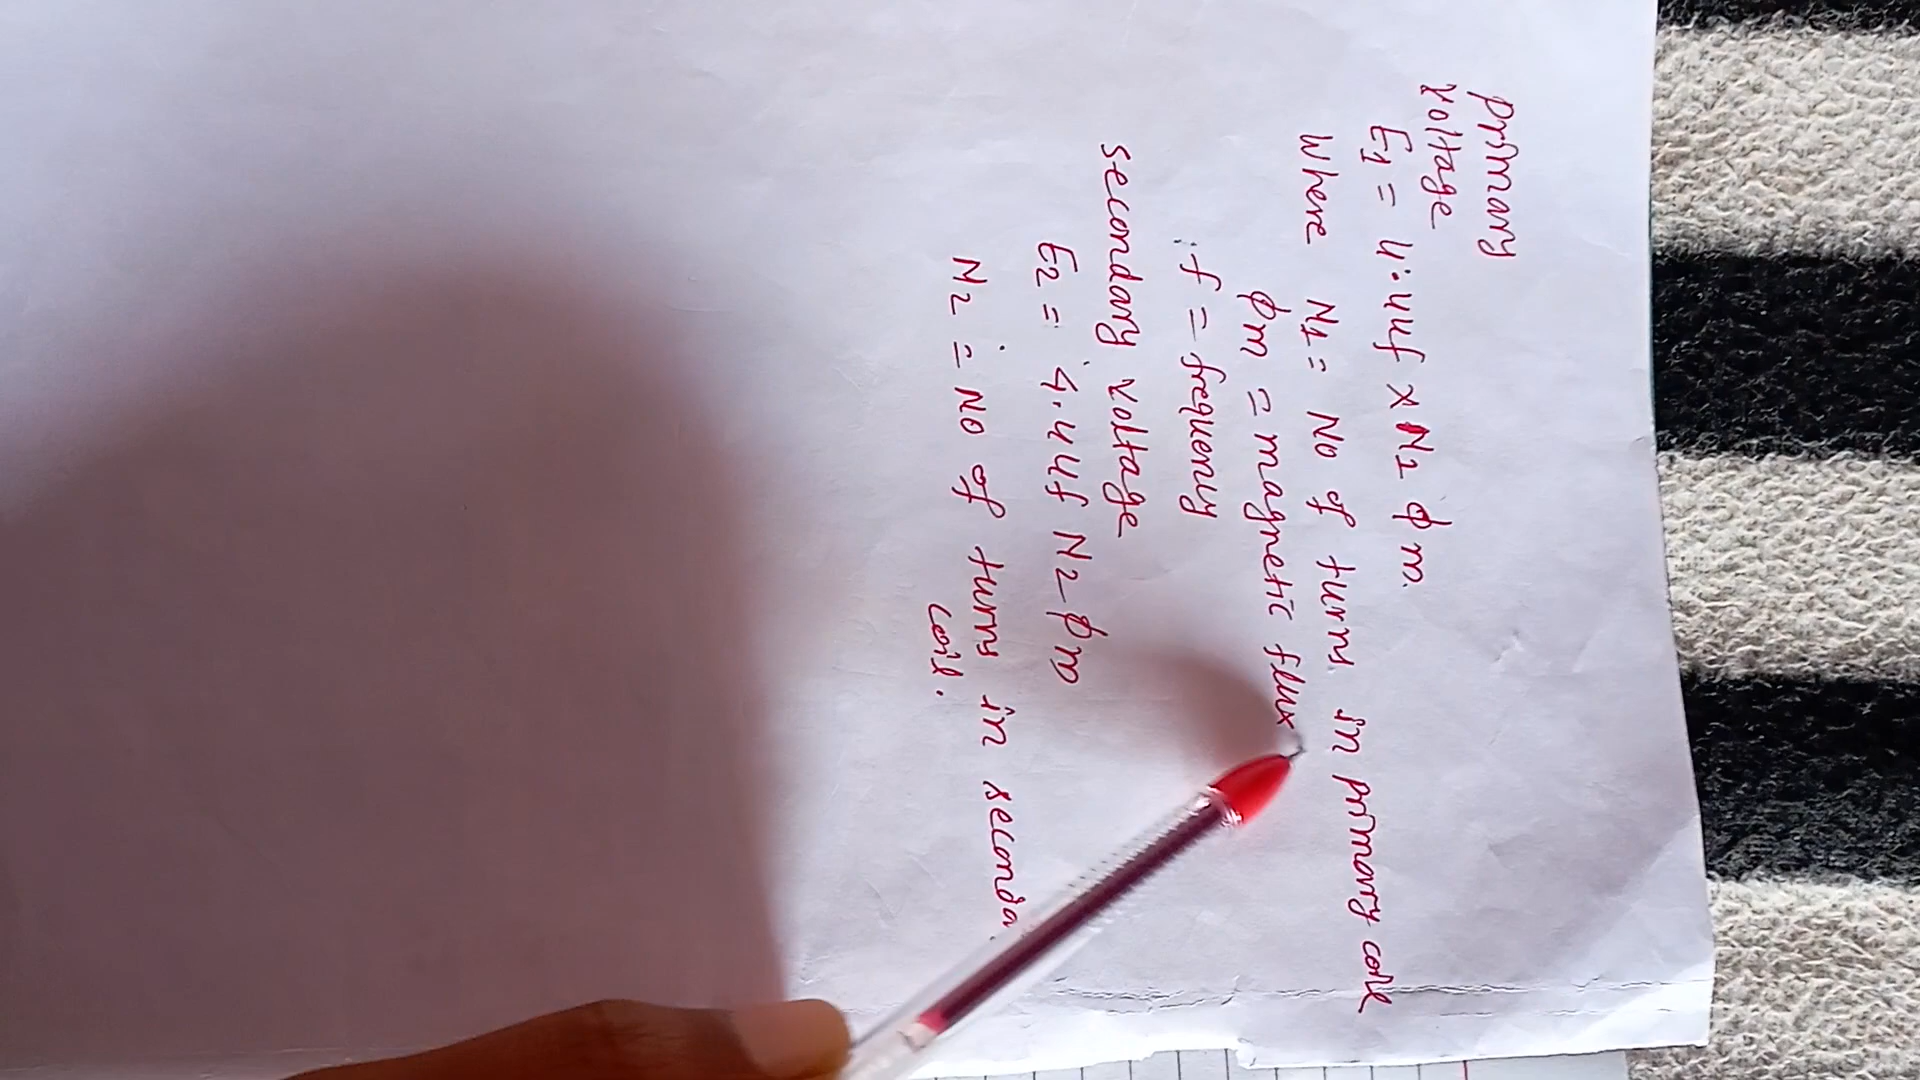 primary
voltage
E1 = 4.44f x N1 ϕm.
Where N1 = No of turns in primary coil
ϕm = magnetic flux
f = frequency
secondary voltage
E2 = 4.44f N2 ϕm
N2 = No of turns in seconda
coil.